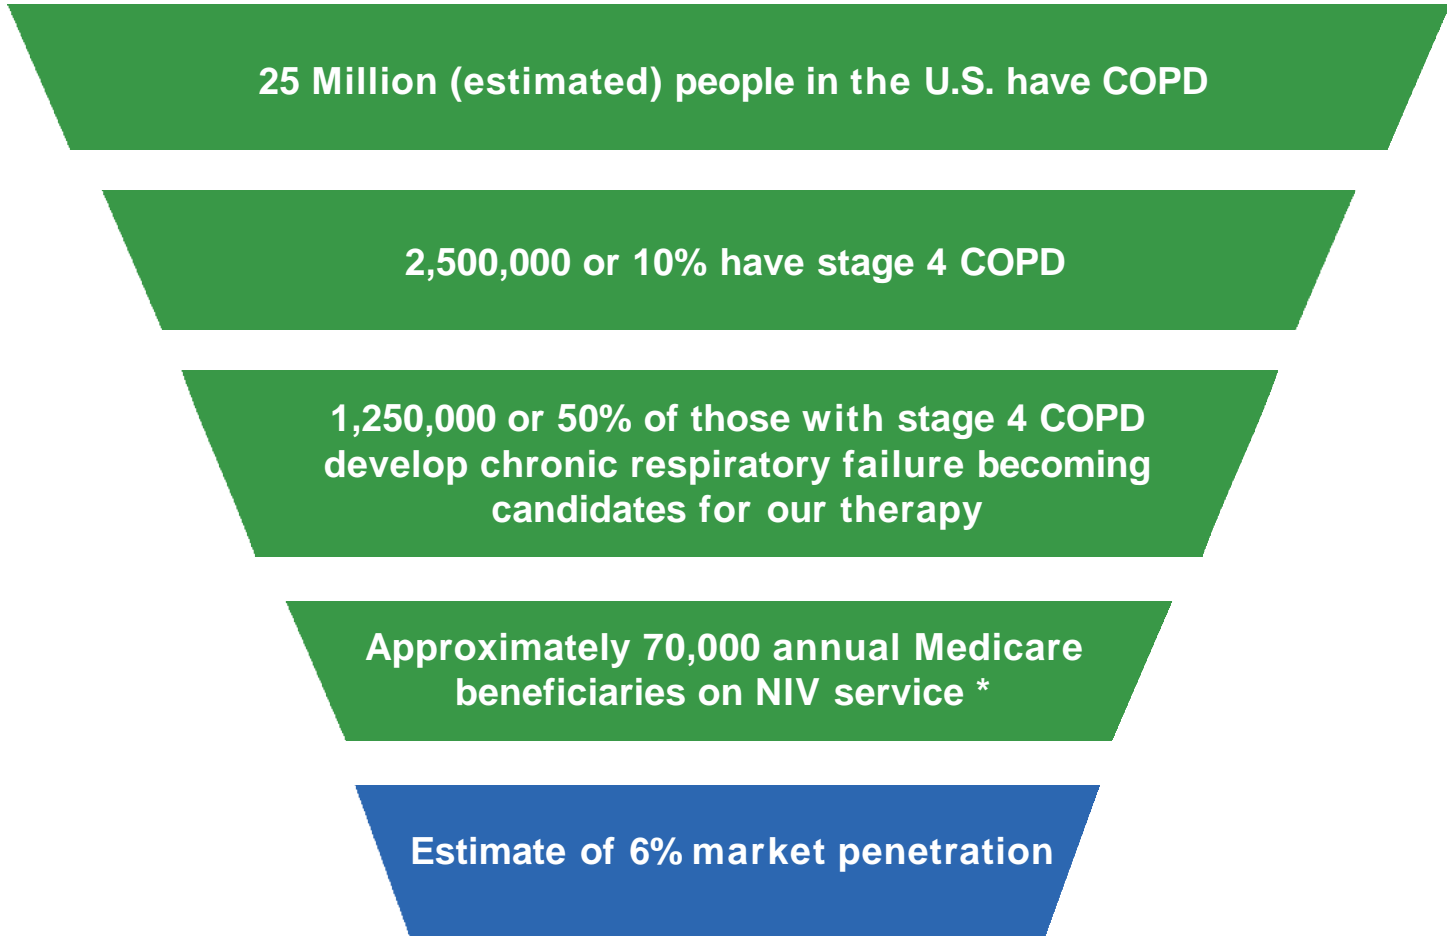 25 Million (estimated) people in the U.S. have COPD
2,500,000 or 10% have stage 4 COPD
1,250,000 or 50% of those with stage 4 COPD
develop chronic respiratory failure becoming
candidates for our therapy
Approximately 70,000 annual Medicare
beneficiaries on NIV service *
Estimate of 6% market penetration